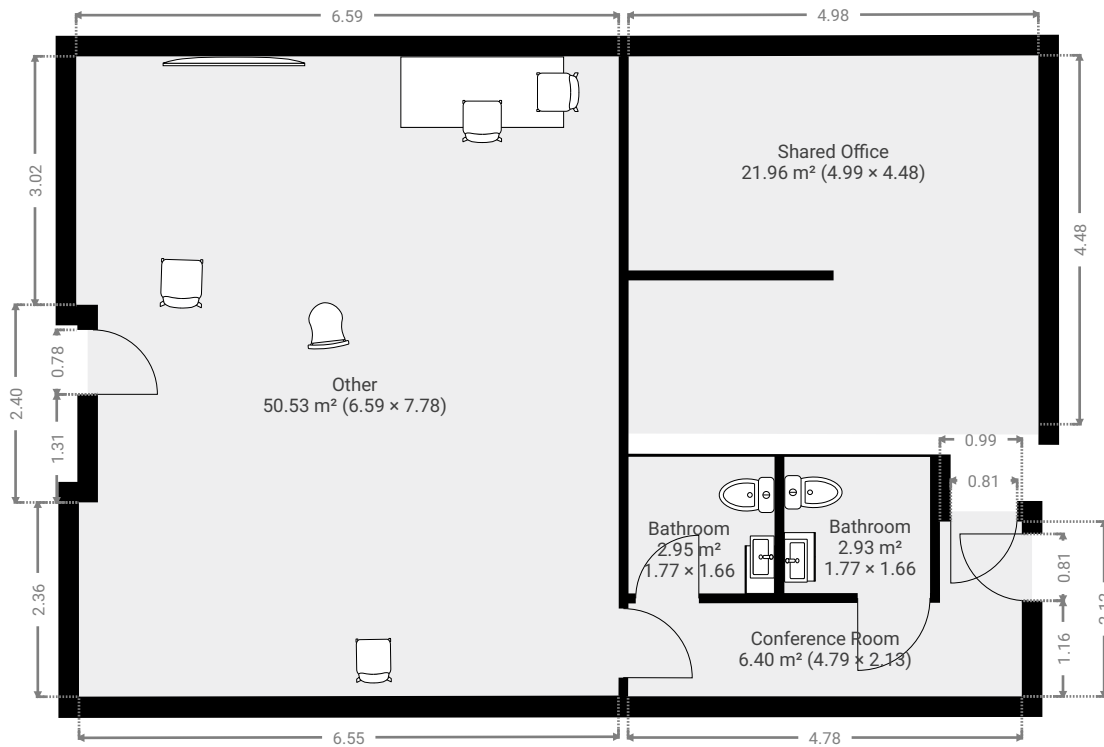 6.59
4.98
3.02
Shared Office
21.96 m² (4.99 × 4.48)
4.48
0.78
2.40
Other
50.53 m² (6.59 × 7.78)
1.31
0.99
0.81
Bathroom
2.95 m²
1.77 × 1.66
Bathroom
2.93 m²
1.77 × 1.66
0.81
2.36
Conference Room
6.40 m² (4.79 × 2.13)
1.16
6.55
4.78